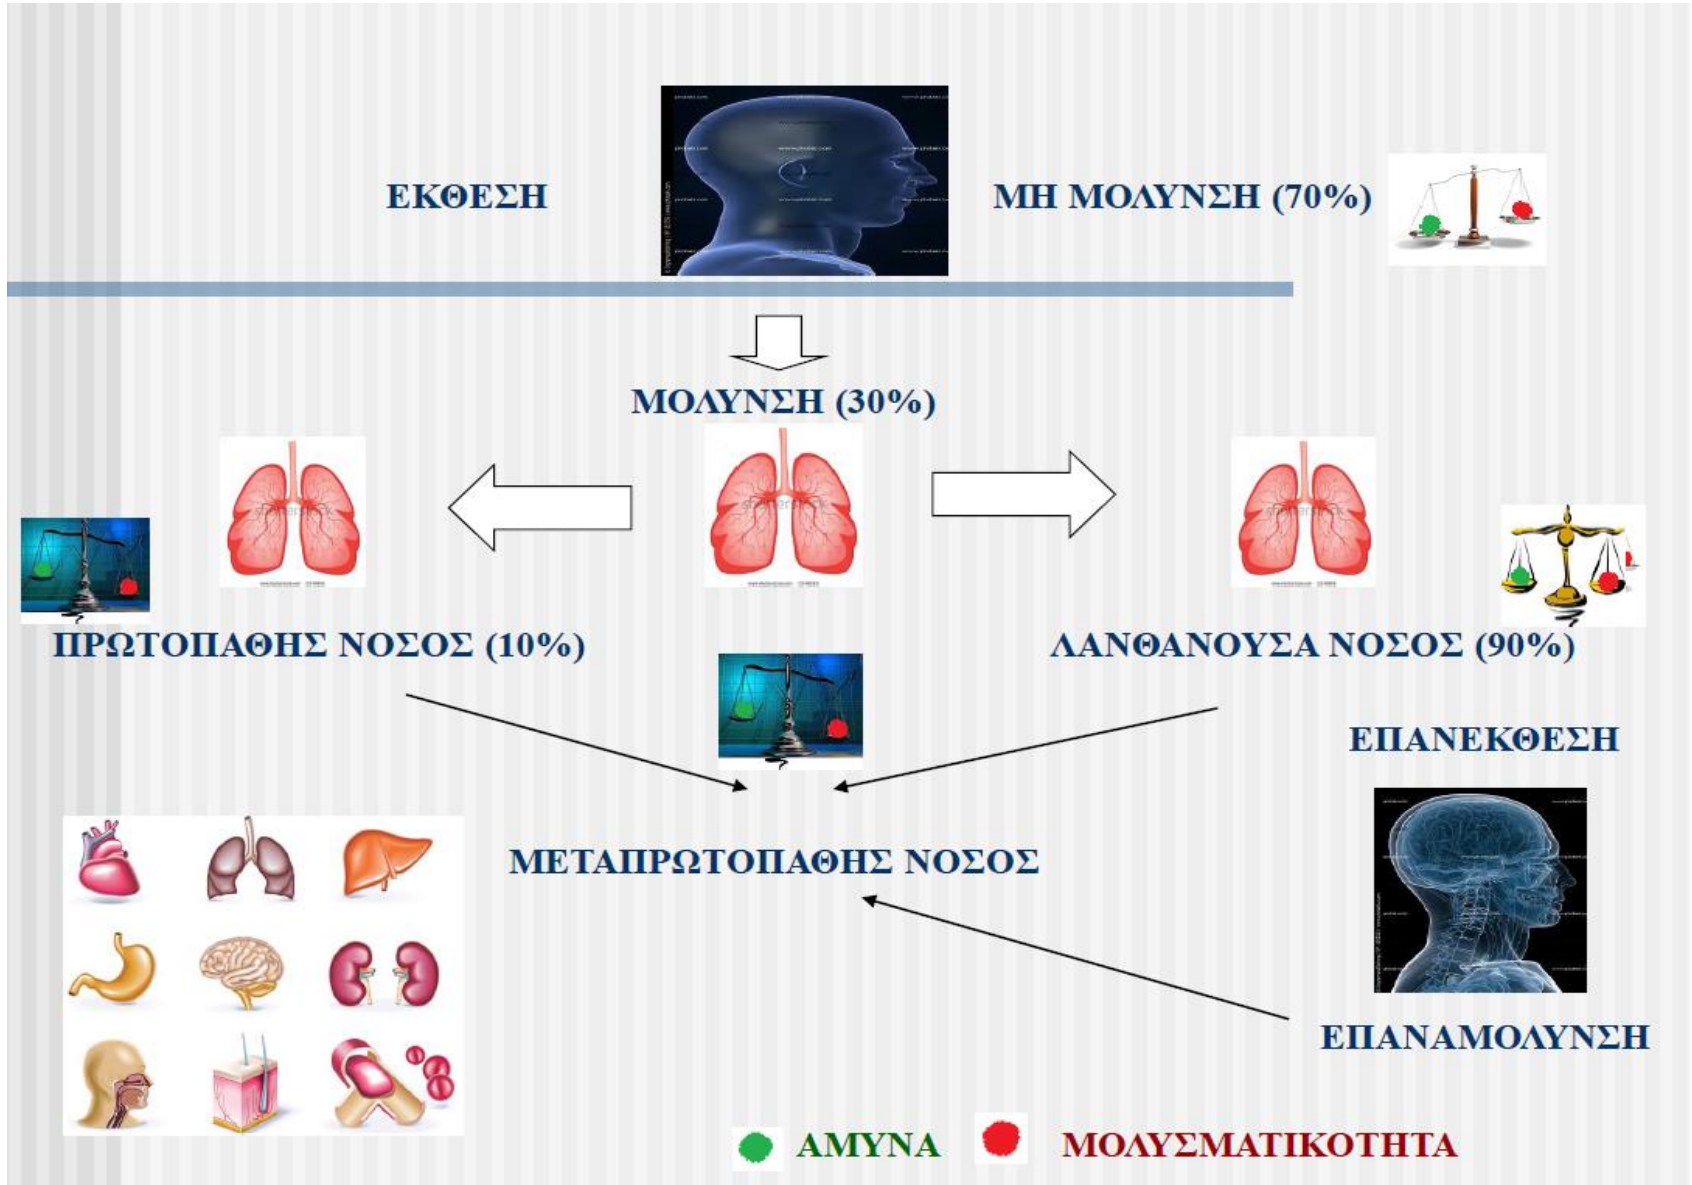 ΕΚΘΕΣΗ
ΜΗ ΜΟΛΥΝΣΗ (70%)
ΜΟΛΥΝΣΗ (30%)
ΠΡΩΤΟΠΑΘΗΣ ΝΟΣΟΣ (10%)
ΛΑΝΘΑΝΟΥΣΑ ΝΟΣΟΣ (90%)
ΕΠΑΝΕΚΘΕΣΗ
ΜΕΤΑΠΡΩΤΟΠΑΘΗΣ ΝΟΣΟΣ
ΕΠΑΝΑΜΟΛΥΝΣΗ
ΑΜΥΝΑ
ΜΟΛΥΣΜΑΤΙΚΟΤΗΤΑ